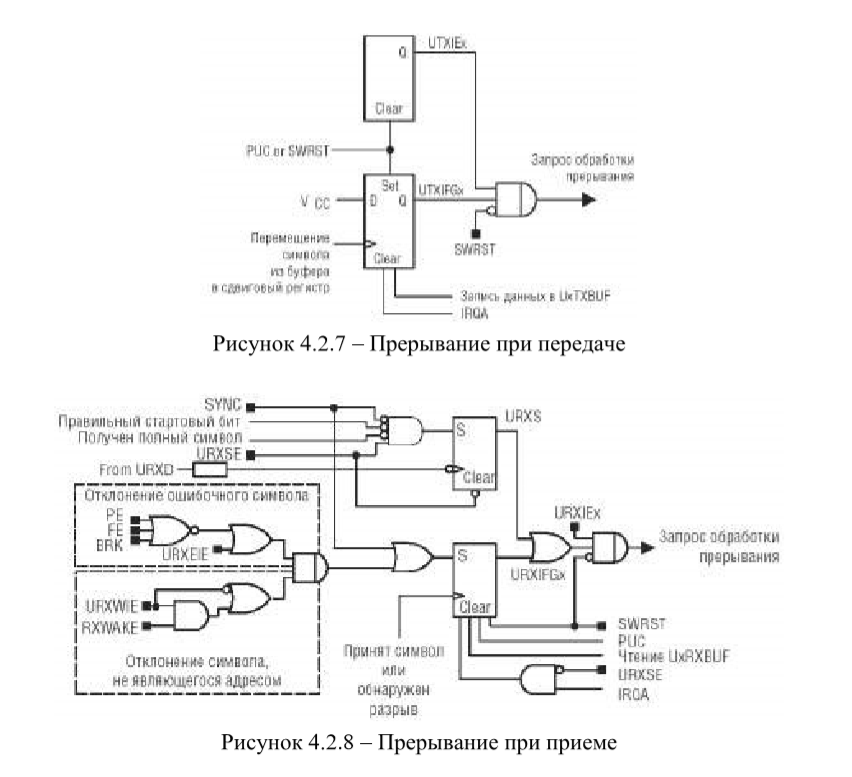 Q
UTXIEx
Clear
PUC or SWRST
Запрос обработки
прерывания
Set
V CC
D
Q
UTXIFGx
SWRST
Перемещение
символа
из буфера
в сдвиговый регистр
Clear
Запись данных в UxTXBUF
IRQA
Рисунок 4.2.7 – Прерывание при передаче
SYNC
URXS
Правильный стартовый бит
Получен полный символ
S
URXSE
From URXD
Clear
Отклонение ошибочного символа
PE
FE
BRK
URXEIE
URXIEx
Запрос обработки
прерывания
S
URXIFGx
URXWIE
RXWAKE
Clear
Отклонение символа,
не являющегося адресом
Принят символ
или
обнаружен
разрыв
SWRST
PUC
Чтение UxRXBUF
URXSE
IRQA
Рисунок 4.2.8 – Прерывание при приеме